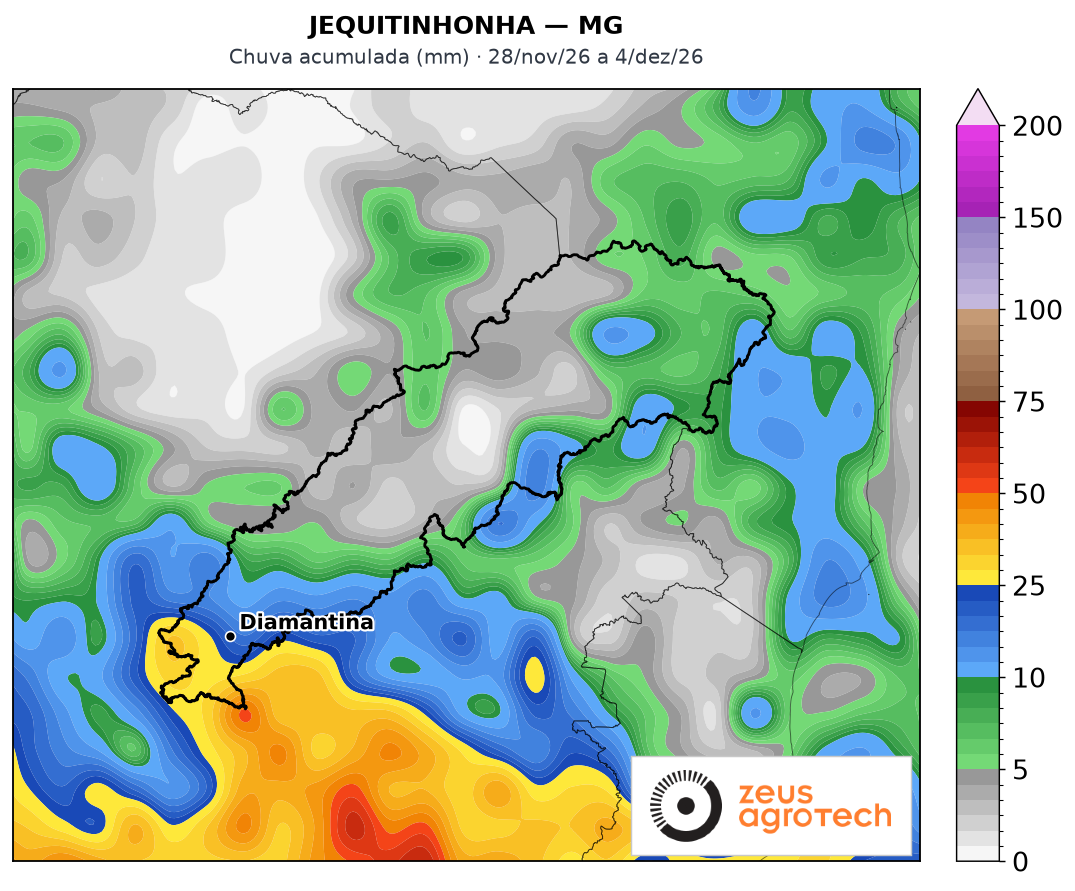 JEQUITINHONHA — MG
Chuva acumulada (mm) · 28/nov/26 a 4/dez/26
200
150
100
75
50
25
10
5
0
Diamantina
zeus
agrotech